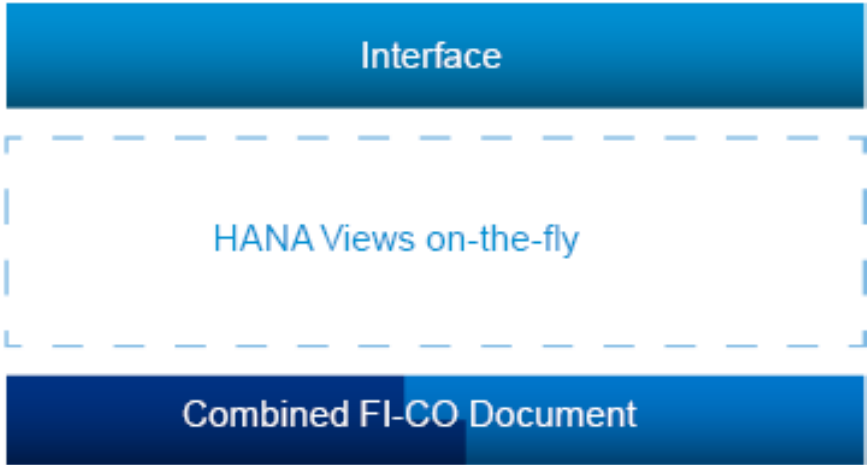 Interface
HANA Views on-the-fly
Combined FI-CO Document